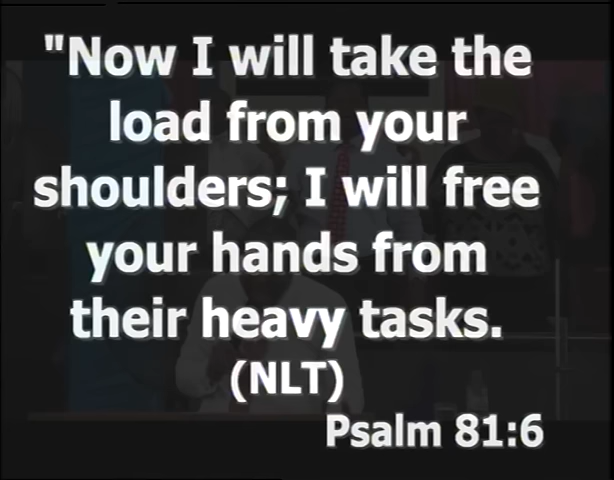 "Now I will take the
load from your
shoulders; I will free
your hands from
their heavy tasks.
(NLT)
Psalm 81:6